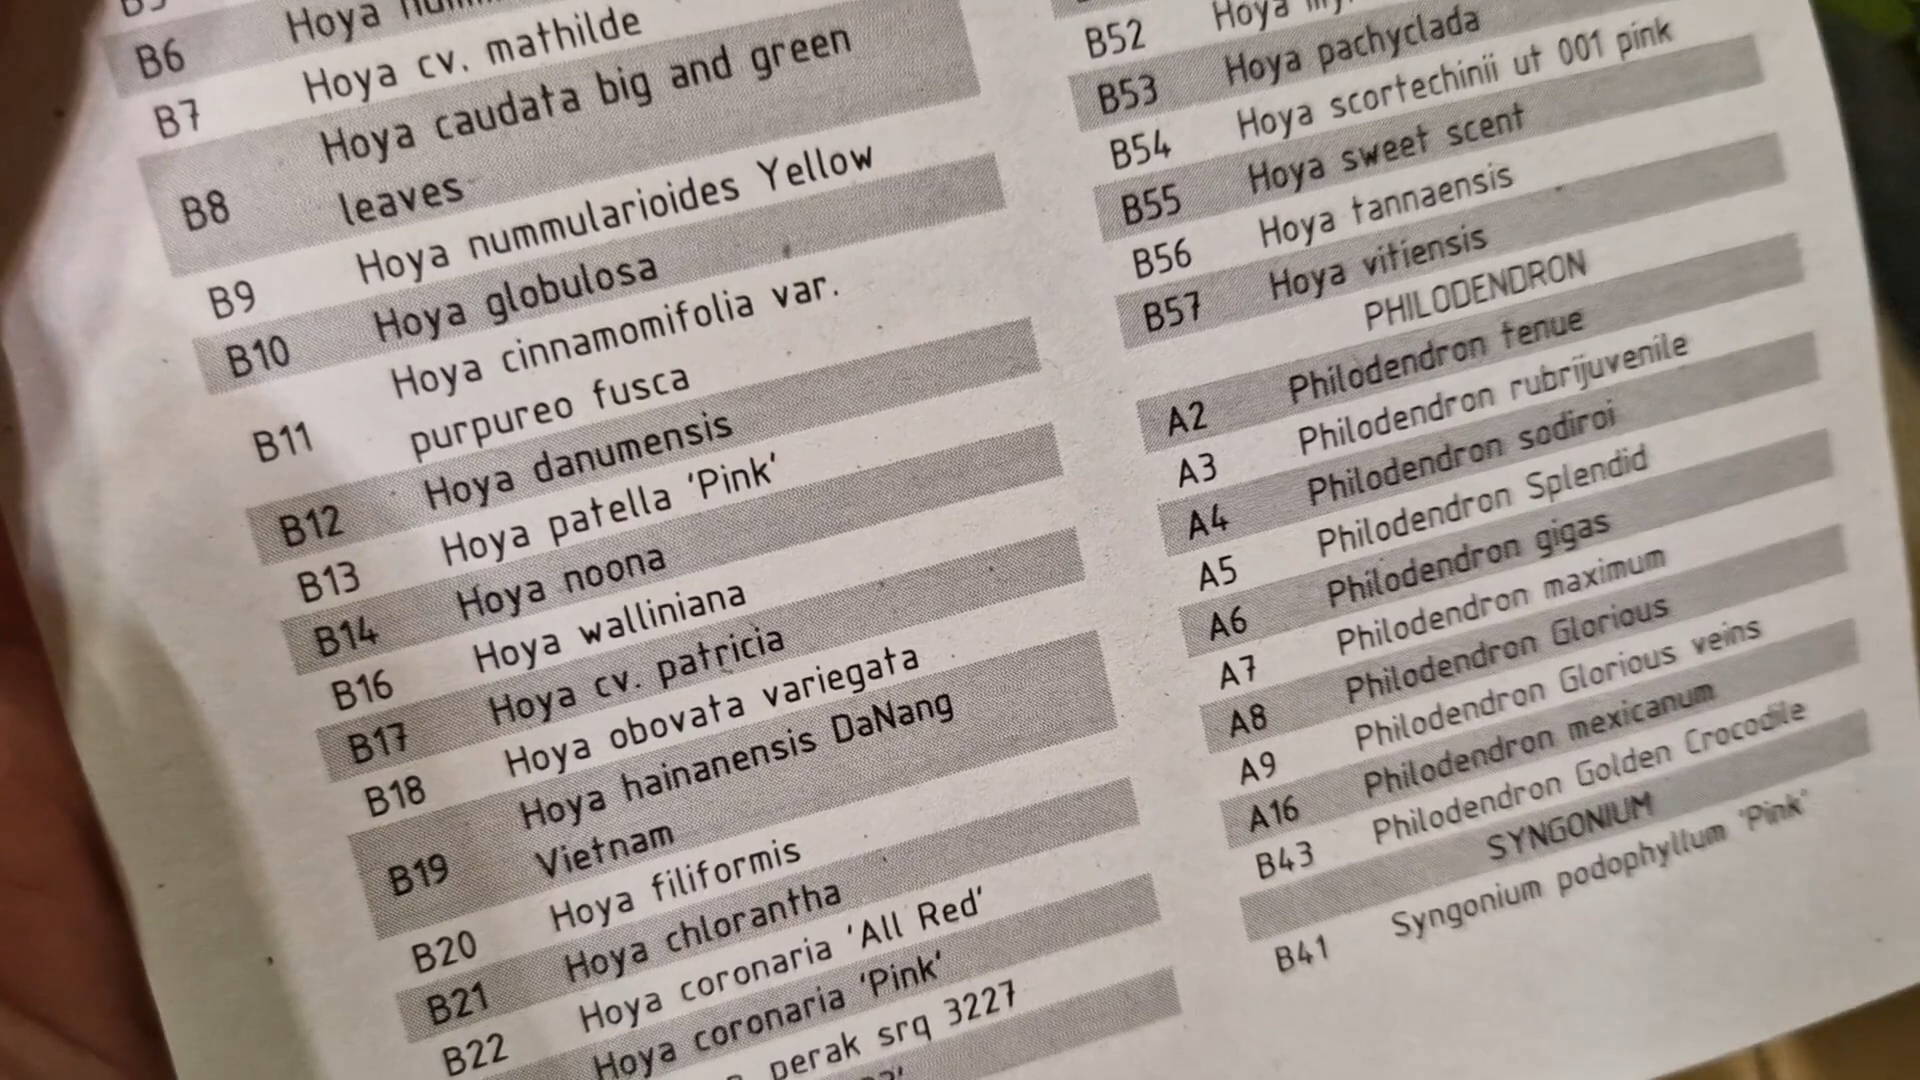 B6 Hoya
B7 Hoya cv. mathilde
B8 Hoya caudata big and green
leaves
B9 Hoya nummularioides Yellow
B10 Hoya globulosa
B11 Hoya cinnamomifolia var.
purpureo fusca
B12 Hoya danumensis
B13 Hoya patella 'Pink'
B14 Hoya noona
B16 Hoya walliniana
B17 Hoya cv. patricia
B18 Hoya obovata variegata
B19 Hoya hainanensis DaNang
Vietnam
B20 Hoya filiformis
B21 Hoya chlorantha
B22 Hoya coronaria 'All Red'
Hoya coronaria 'Pink'
perak srq 3227
B52 Hoya
B53 Hoya pachyclada
B54 Hoya scortechinii ut 001 pink
B55 Hoya sweet scent
B56 Hoya tannaensis
B57 Hoya vitiensis
PHILODENDRON
A2 Philodendron tenue
A3 Philodendron rubrijuvenile
A4 Philodendron sodiroi
A5 Philodendron Splendid
A6 Philodendron gigas
A7 Philodendron maximum
A8 Philodendron Glorious
A9 Philodendron Glorious veins
A16 Philodendron mexicanum
B43 Philodendron Golden Crocodile
SYNGONIUM
B41 Syngonium podophyllum 'Pink'